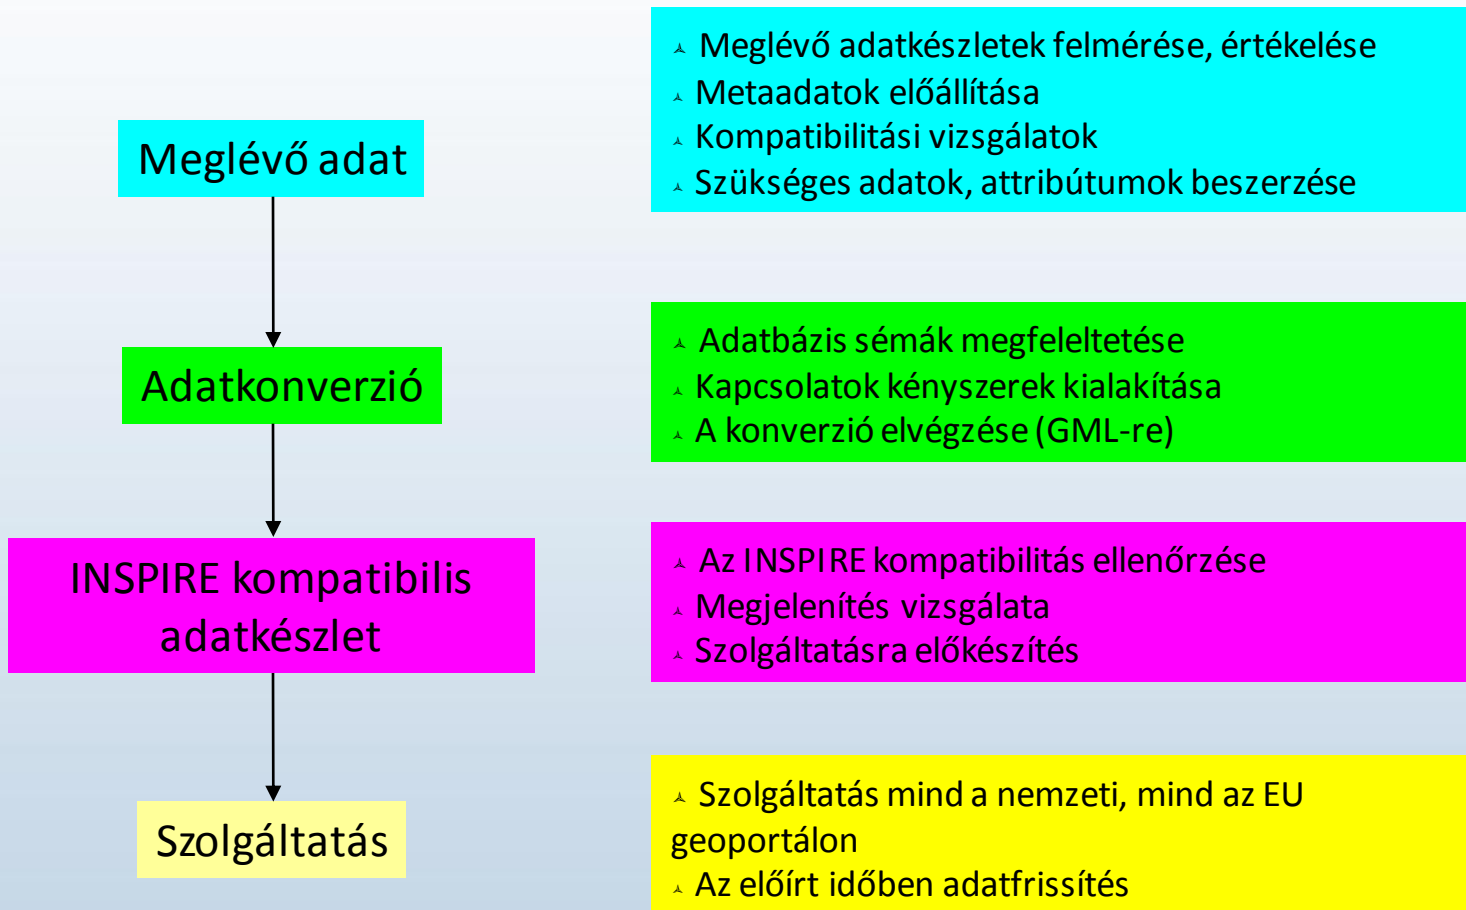 Meglévő adat
⅄ Meglévő adatkészletek felmérése, értékelése
⅄ Metaadatok előállítása
⅄ Kompatibilitási vizsgálatok
⅄ Szükséges adatok, attribútumok beszerzése
Adatkonverzió
⅄ Adatbázis sémák megfeleltetése
⅄ Kapcsolatok kényszerek kialakítása
⅄ A konverzió elvégzése (GML-re)
INSPIRE kompatibilis
adatkészlet
⅄ Az INSPIRE kompatibilitás ellenőrzése
⅄ Megjelenítés vizsgálata
⅄ Szolgáltatásra előkészítés
Szolgáltatás
⅄ Szolgáltatás mind a nemzeti, mind az EU
geoportálon
⅄ Az előírt időben adatfrissítés